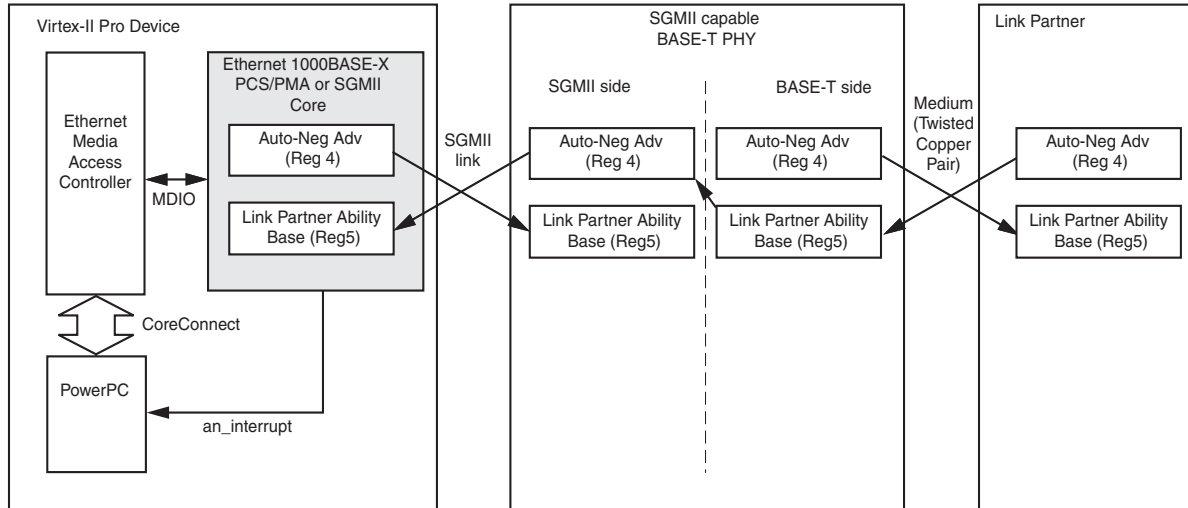 Virtex-II Pro Device
Ethernet
Media
Access
Controller
MDIO
Ethernet 1000BASE-X
PCS/PMA or SGMII
Core
Auto-Neg Adv
(Reg 4)
Link Partner Ability
Base (Reg5)
CoreConnect
PowerPC
an_interrupt
SGMII
link
SGMII capable
BASE-T PHY
SGMII side
Auto-Neg Adv
(Reg 4)
Link Partner Ability
Base (Reg5)
BASE-T side
Auto-Neg Adv
(Reg 4)
Link Partner Ability
Base (Reg5)
Medium
(Twisted
Copper
Pair)
Link Partner
Auto-Neg Adv
(Reg 4)
Link Partner Ability
Base (Reg5)